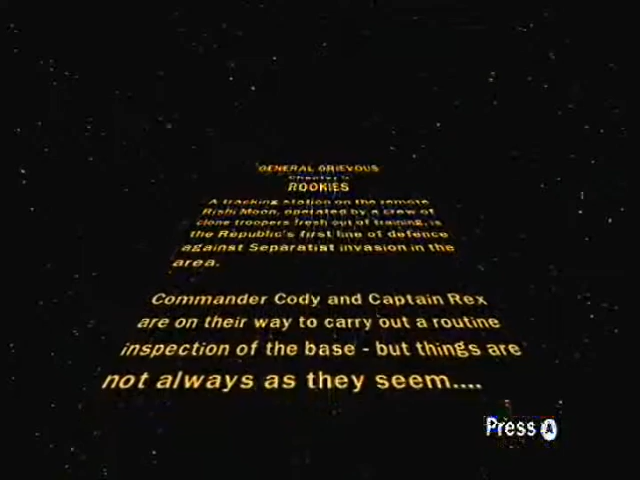 GENERAL GRIEVOUS
Chapter
ROOKIES
A tracking station on the remote
Rishi Moon, operated by a crew of
clone troopers fresh out of training, is
the Republic's first line of defence
against Separatist invasion in the
area.
Commander Cody and Captain Rex
are on their way to carry out a routine
inspection of the base - but things are
not always as they seem....
Press A